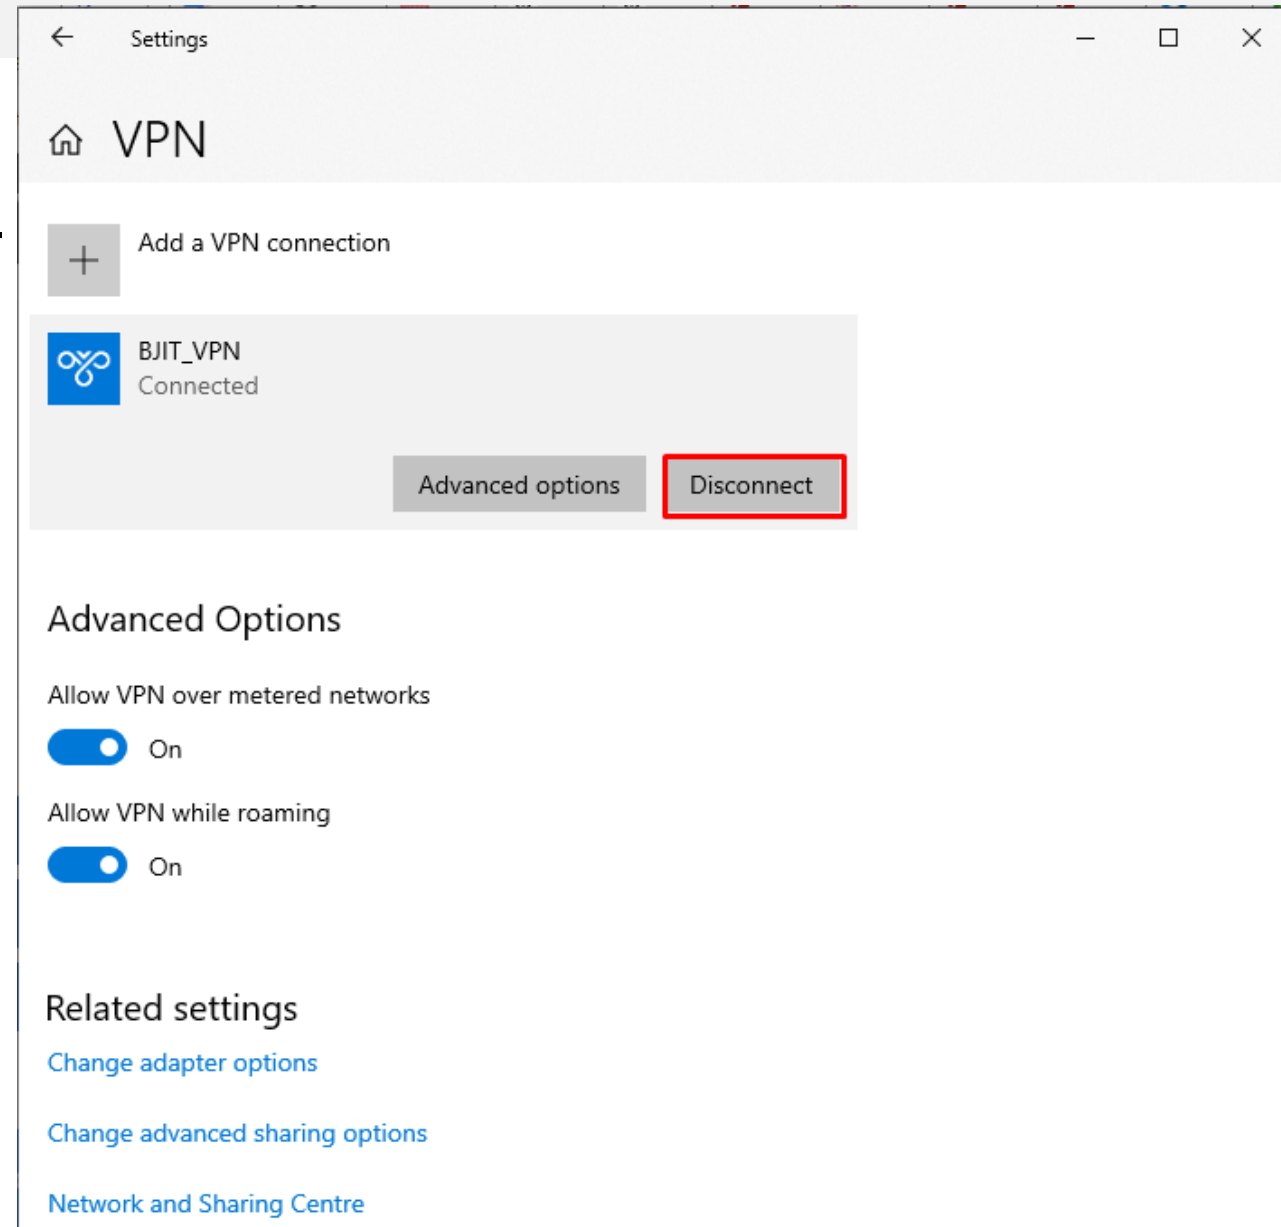 Settings
VPN
Add a VPN connection
BJIT_VPN
Connected
Advanced options
Disconnect
Advanced Options
Allow VPN over metered networks
On
Allow VPN while roaming
On
Related settings
Change adapter options
Change advanced sharing options
Network and Sharing Centre